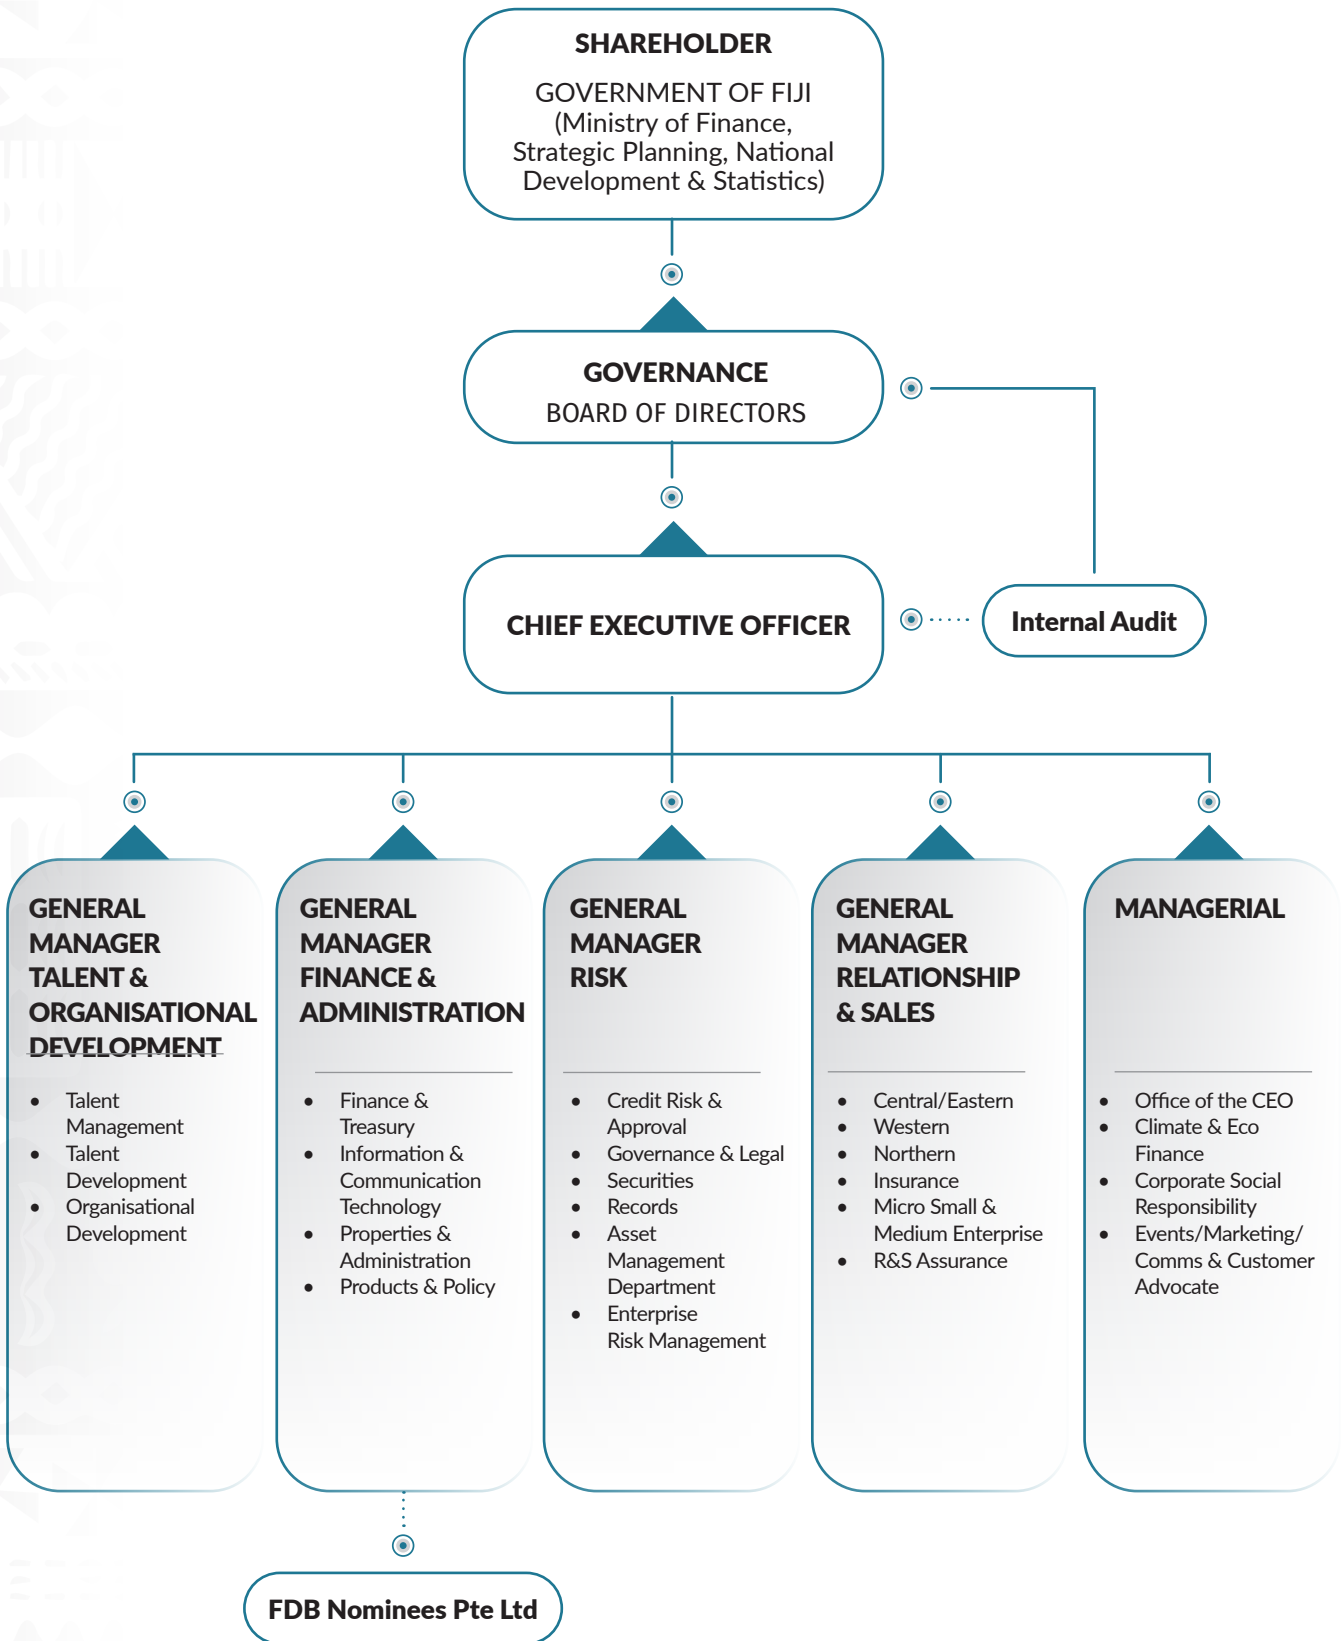 SHAREHOLDER
GOVERNMENT OF FIJI
(Ministry of Finance,
Strategic Planning, National
Development & Statistics)
GOVERNANCE
BOARD OF DIRECTORS
CHIEF EXECUTIVE OFFICER
Internal Audit
GENERAL
MANAGER
TALENT &
ORGANISATIONAL
DEVELOPMENT
• Talent
Management
• Talent
Development
• Organisational
Development
GENERAL
MANAGER
FINANCE &
ADMINISTRATION
• Finance &
Treasury
• Information &
Communication
Technology
• Properties &
Administration
• Products & Policy
GENERAL
MANAGER
RISK
• Credit Risk &
Approval
• Governance & Legal
• Securities
• Records
• Asset
Management
Department
• Enterprise
Risk Management
GENERAL
MANAGER
RELATIONSHIP
& SALES
• Central/Eastern
• Western
• Northern
• Insurance
• Micro Small &
Medium Enterprise
• R&S Assurance
MANAGERIAL
• Office of the CEO
• Climate & Eco
Finance
• Corporate Social
Responsibility
• Events/Marketing/
Comms & Customer
Advocate
FDB Nominees Pte Ltd